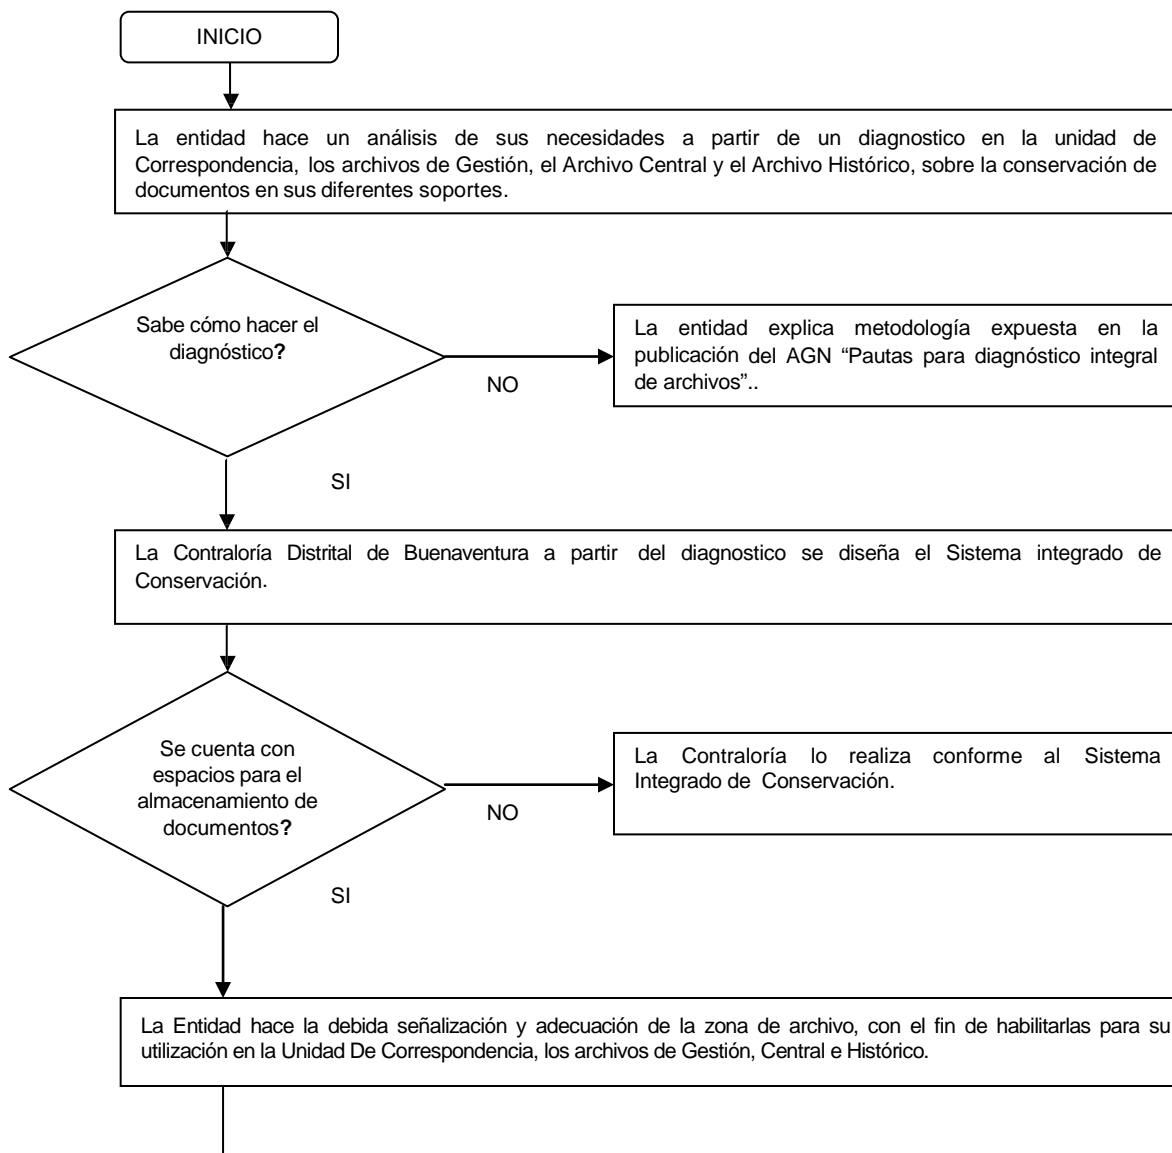 INICIO
La entidad hace un análisis de sus necesidades a partir de un diagnostico en la unidad de
Correspondencia, los archivos de Gestión, el Archivo Central y el Archivo Histórico, sobre la conservación de
documentos en sus diferentes soportes.
Sabe cómo hacer el
diagnóstico?
NO
La entidad explica metodología expuesta en la
publicación del AGN “Pautas para diagnóstico integral
de archivos”..
SI
La Contraloría Distrital de Buenaventura a partir del diagnostico se diseña el Sistema integrado de
Conservación.
Se cuenta con
espacios para el
almacenamiento de
documentos?
NO
La Contraloría lo realiza conforme al Sistema
Integrado de Conservación.
SI
La Entidad hace la debida señalización y adecuación de la zona de archivo, con el fin de habilitarlas para su
utilización en la Unidad De Correspondencia, los archivos de Gestión, Central e Histórico.